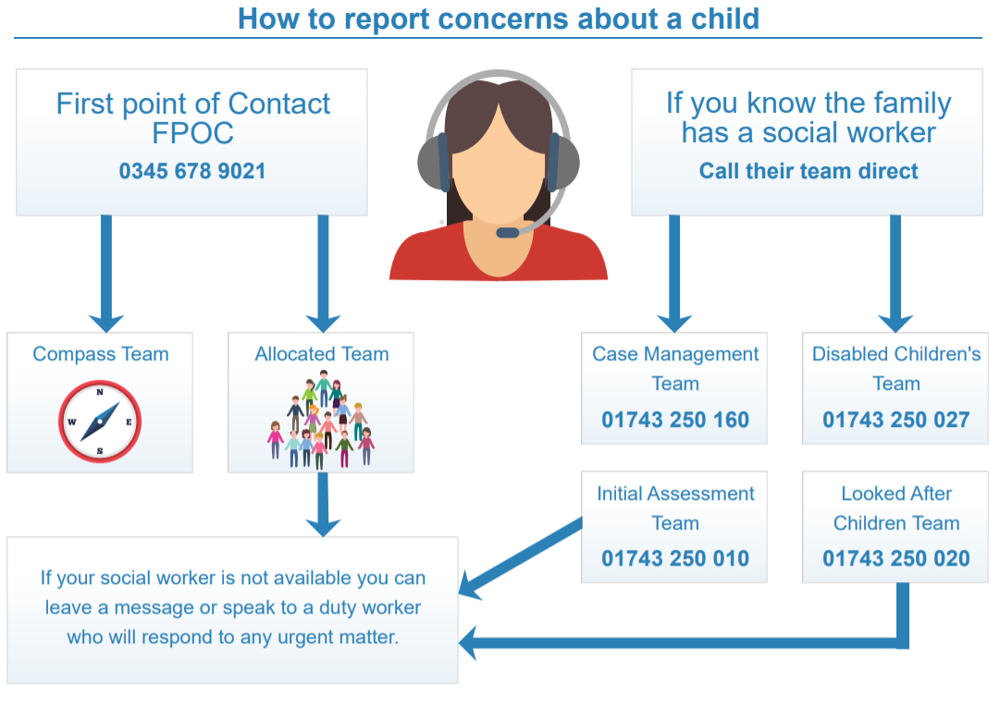 How to report concerns about a child
First point of Contact
FPOC
0345 678 9021
If you know the family
has a social worker
Call their team direct
Compass Team
N
W
E
S
Allocated Team
Case Management
Team
01743 250 160
Disabled Children's
Team
01743 250 027
Initial Assessment
Team
01743 250 010
Looked After
Children Team
01743 250 020
If your social worker is not available you can
leave a message or speak to a duty worker
who will respond to any urgent matter.